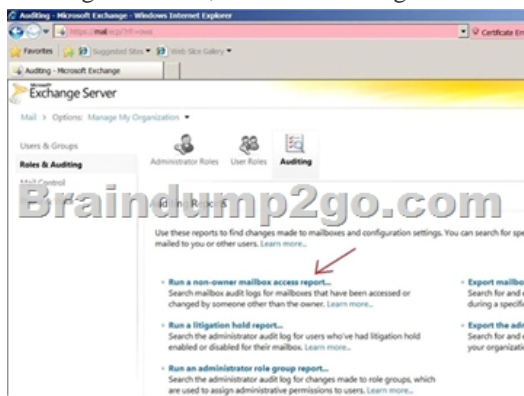 Auditing - Microsoft Exchange - Windows Internet Explorer
Certificate Er
Favorites Suggested Sites Web Slice Gallery
Auditing - Microsoft Exchange
Microsoft
Exchange Server
Mail > Options: Manage My Organization
Users & Groups
Roles & Auditing
Mail Control
Administrator Roles User Roles Auditing
Braindump2go.com
Use these reports to find changes made to mailboxes and configuration settings. You can search for spe
mailed to you or other users. Learn more...
Run a non-owner mailbox access report...
Search mailbox audit logs for mailboxes that have been accessed or
changed by someone other than the owner. Learn more...
Run a litigation hold report...
Search the administrator audit log for users who've had litigation hold
enabled or disabled for their mailbox. Learn more...
Run an administrator role group report...
Search the administrator audit log for changes made to role groups, which
are used to assign administrative permissions to users. Learn more...
Export mailbo
Search for and e
during a specifi
Export the adr
Search for and e
your organizatio